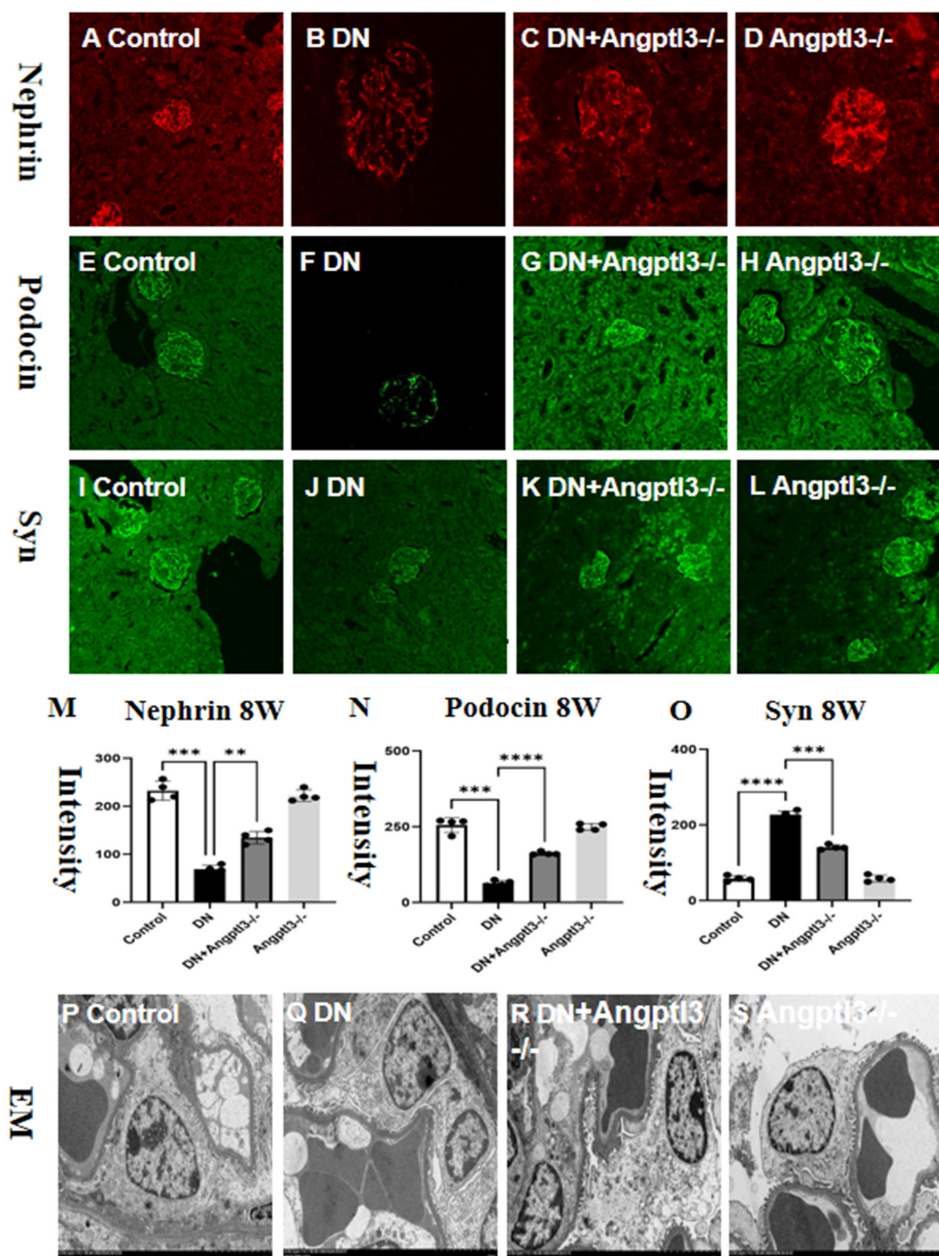 Nephrin
A Control
B DN
C DN+Angptl3-/-
D Angptl3-/-
Podocin
E Control
F DN
G DN+Angptl3-/-
H Angptl3-/-
Syn
I Control
J DN
K DN+Angptl3-/-
L Angptl3-/-
M Nephrin 8W
Intensity
300
200
100
0
***
**
Control
DN
DN+Angptl3-/-
Angptl3-/-
N Podocin 8W
Intensity
500
250
0
***
****
Control
DN
DN+Angptl3-/-
Angptl3-/-
O Syn 8W
Intensity
400
200
0
****
***
Control
DN
DN+Angptl3-/-
Angptl3-/-
EM
P Control
Q DN
R DN+Angptl3
-/-
S Angptl3-/-